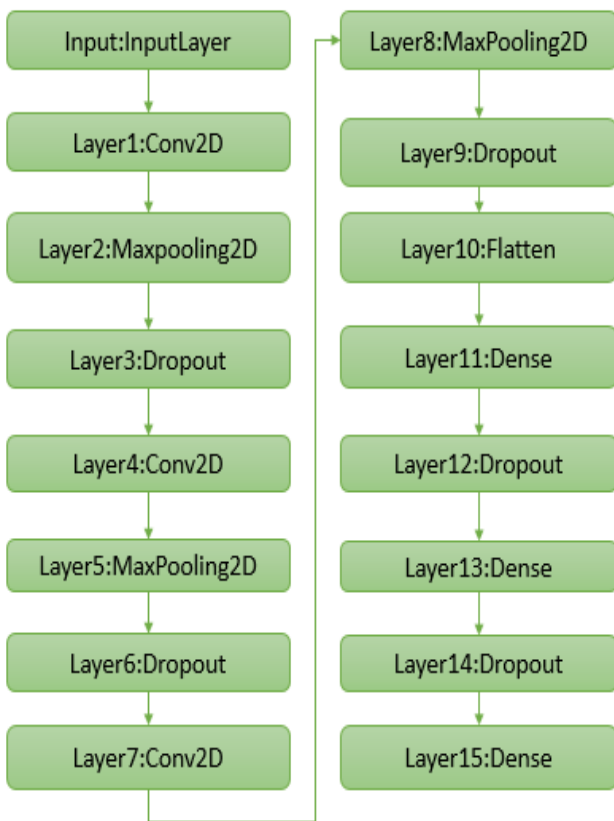 Input:InputLayer
Layer1:Conv2D
Layer2:Maxpooling2D
Layer3:Dropout
Layer4:Conv2D
Layer5:MaxPooling2D
Layer6:Dropout
Layer7:Conv2D
Layer8:MaxPooling2D
Layer9:Dropout
Layer10:Flatten
Layer11:Dense
Layer12:Dropout
Layer13:Dense
Layer14:Dropout
Layer15:Dense